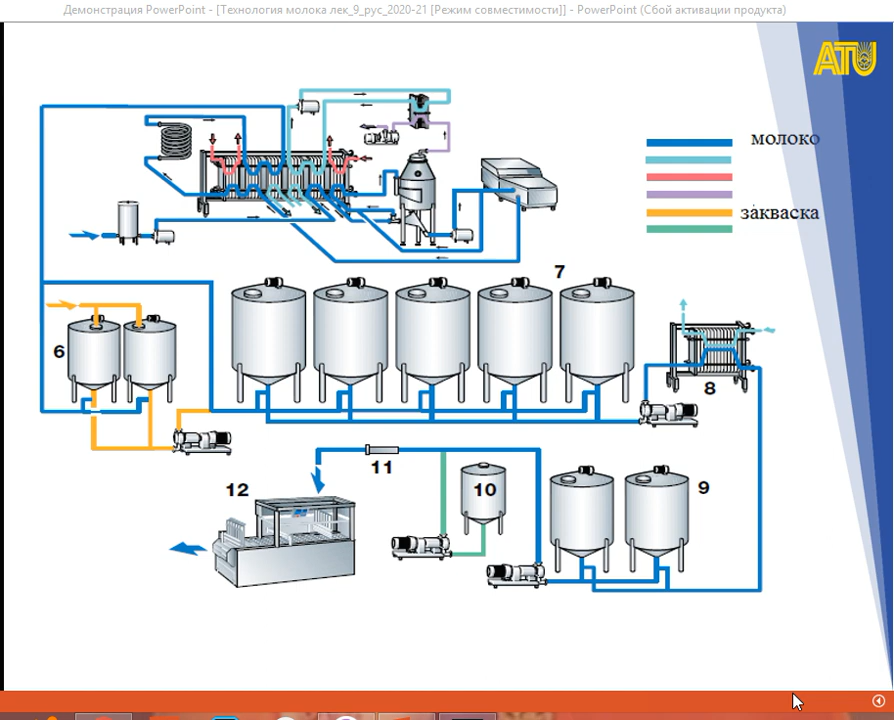 Демонстрация PowerPoint - [Технология молока лек_9_рус_2020-21 [Режим совместимости]] - PowerPoint (Сбой активации продукта)
ATU
молоко
закваска
7
6
8
11
12
10
9